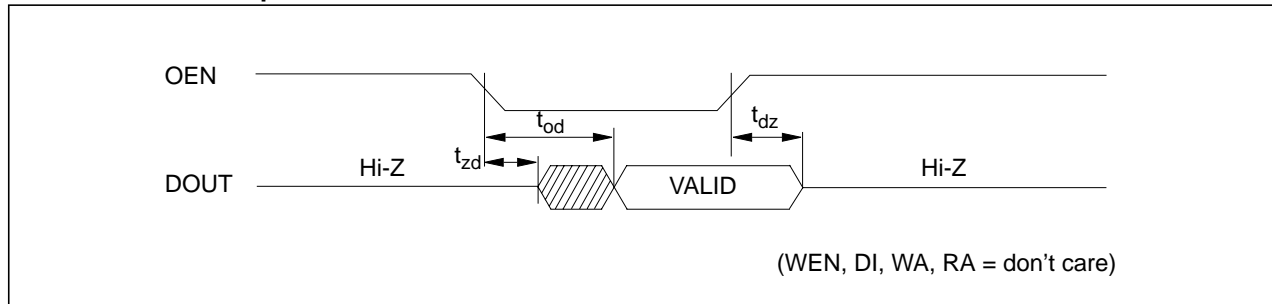 OEN
t_od
t_dz
t_zd
Hi-Z
Hi-Z
DOUT
VALID
(WEN, DI, WA, RA = don't care)